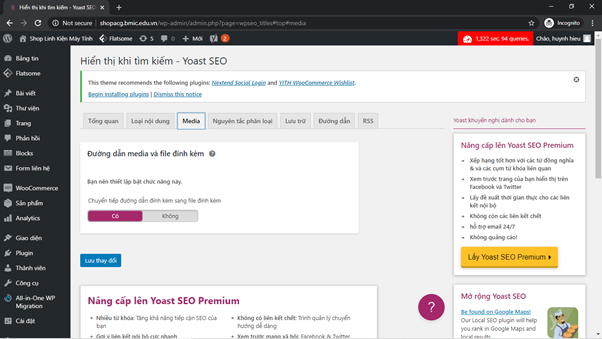 Hiển thị khi tìm kiếm - Yoast SEO
Incognito
Not secure | shopacg.bmic.edu.vn/wp-admin/admin.php?page=wpseo_titles#top#media
Shop Linh Kiện Máy Tính
Flatsome
5
0
Mới
2
1,322 sec. 94 queries.
Chào, huynh hieu
Bảng tin
Flatsome
Bài viết
Thư viện
Trang
Phản hồi
Blocks
Form liên hệ
WooCommerce
Sản phẩm
Analytics
Giao diện
Plugin
Thành viên
Công cụ
All-in-One WP
Migration
Cài đặt
Hiển thị khi tìm kiếm - Yoast SEO
This theme recommends the following plugins: Nextend Social Login and YITH WooCommerce Wishlist.
Begin installing plugins | Dismiss this notice
Tổng quan
Loại nội dung
Media
Nguyên tắc phân loại
Lưu trữ
Đường dẫn
RSS
Đường dẫn media và file đính kèm
Bạn nên thiết lập bật chức năng này.
Chuyển tiếp đường dẫn đính kèm sang file đính kèm
Có
Không
Lưu thay đổi
Nâng cấp lên Yoast SEO Premium
• Nhiều từ khóa: Tăng khả năng tiếp cận SEO của
bạn
• Gợi ý liên kết nội bộ cực nhanh
• Không có liên kết chết: Trình quản lý chuyển
hướng dễ dàng
• Xem trước mạng xã hội: Facebook & Twitter
Yoast khuyến nghị dành cho bạn
Nâng cấp lên Yoast SEO Premium
Xếp hạng tốt hơn với các từ đồng nghĩa
& và các cụm từ khóa liên quan
Xem trước trang của bạn hiển thị trên
Facebook và Twitter
Lấy đề xuất thời gian thực cho các liên
kết nội bộ
Không còn các liên kết chết
hỗ trợ email 24/7
Không quảng cáo!
Lấy Yoast SEO Premium
Mở rộng Yoast SEO
Be found on Google Maps!
Our Local SEO plugin will help
you rank in Google Maps and
local results.